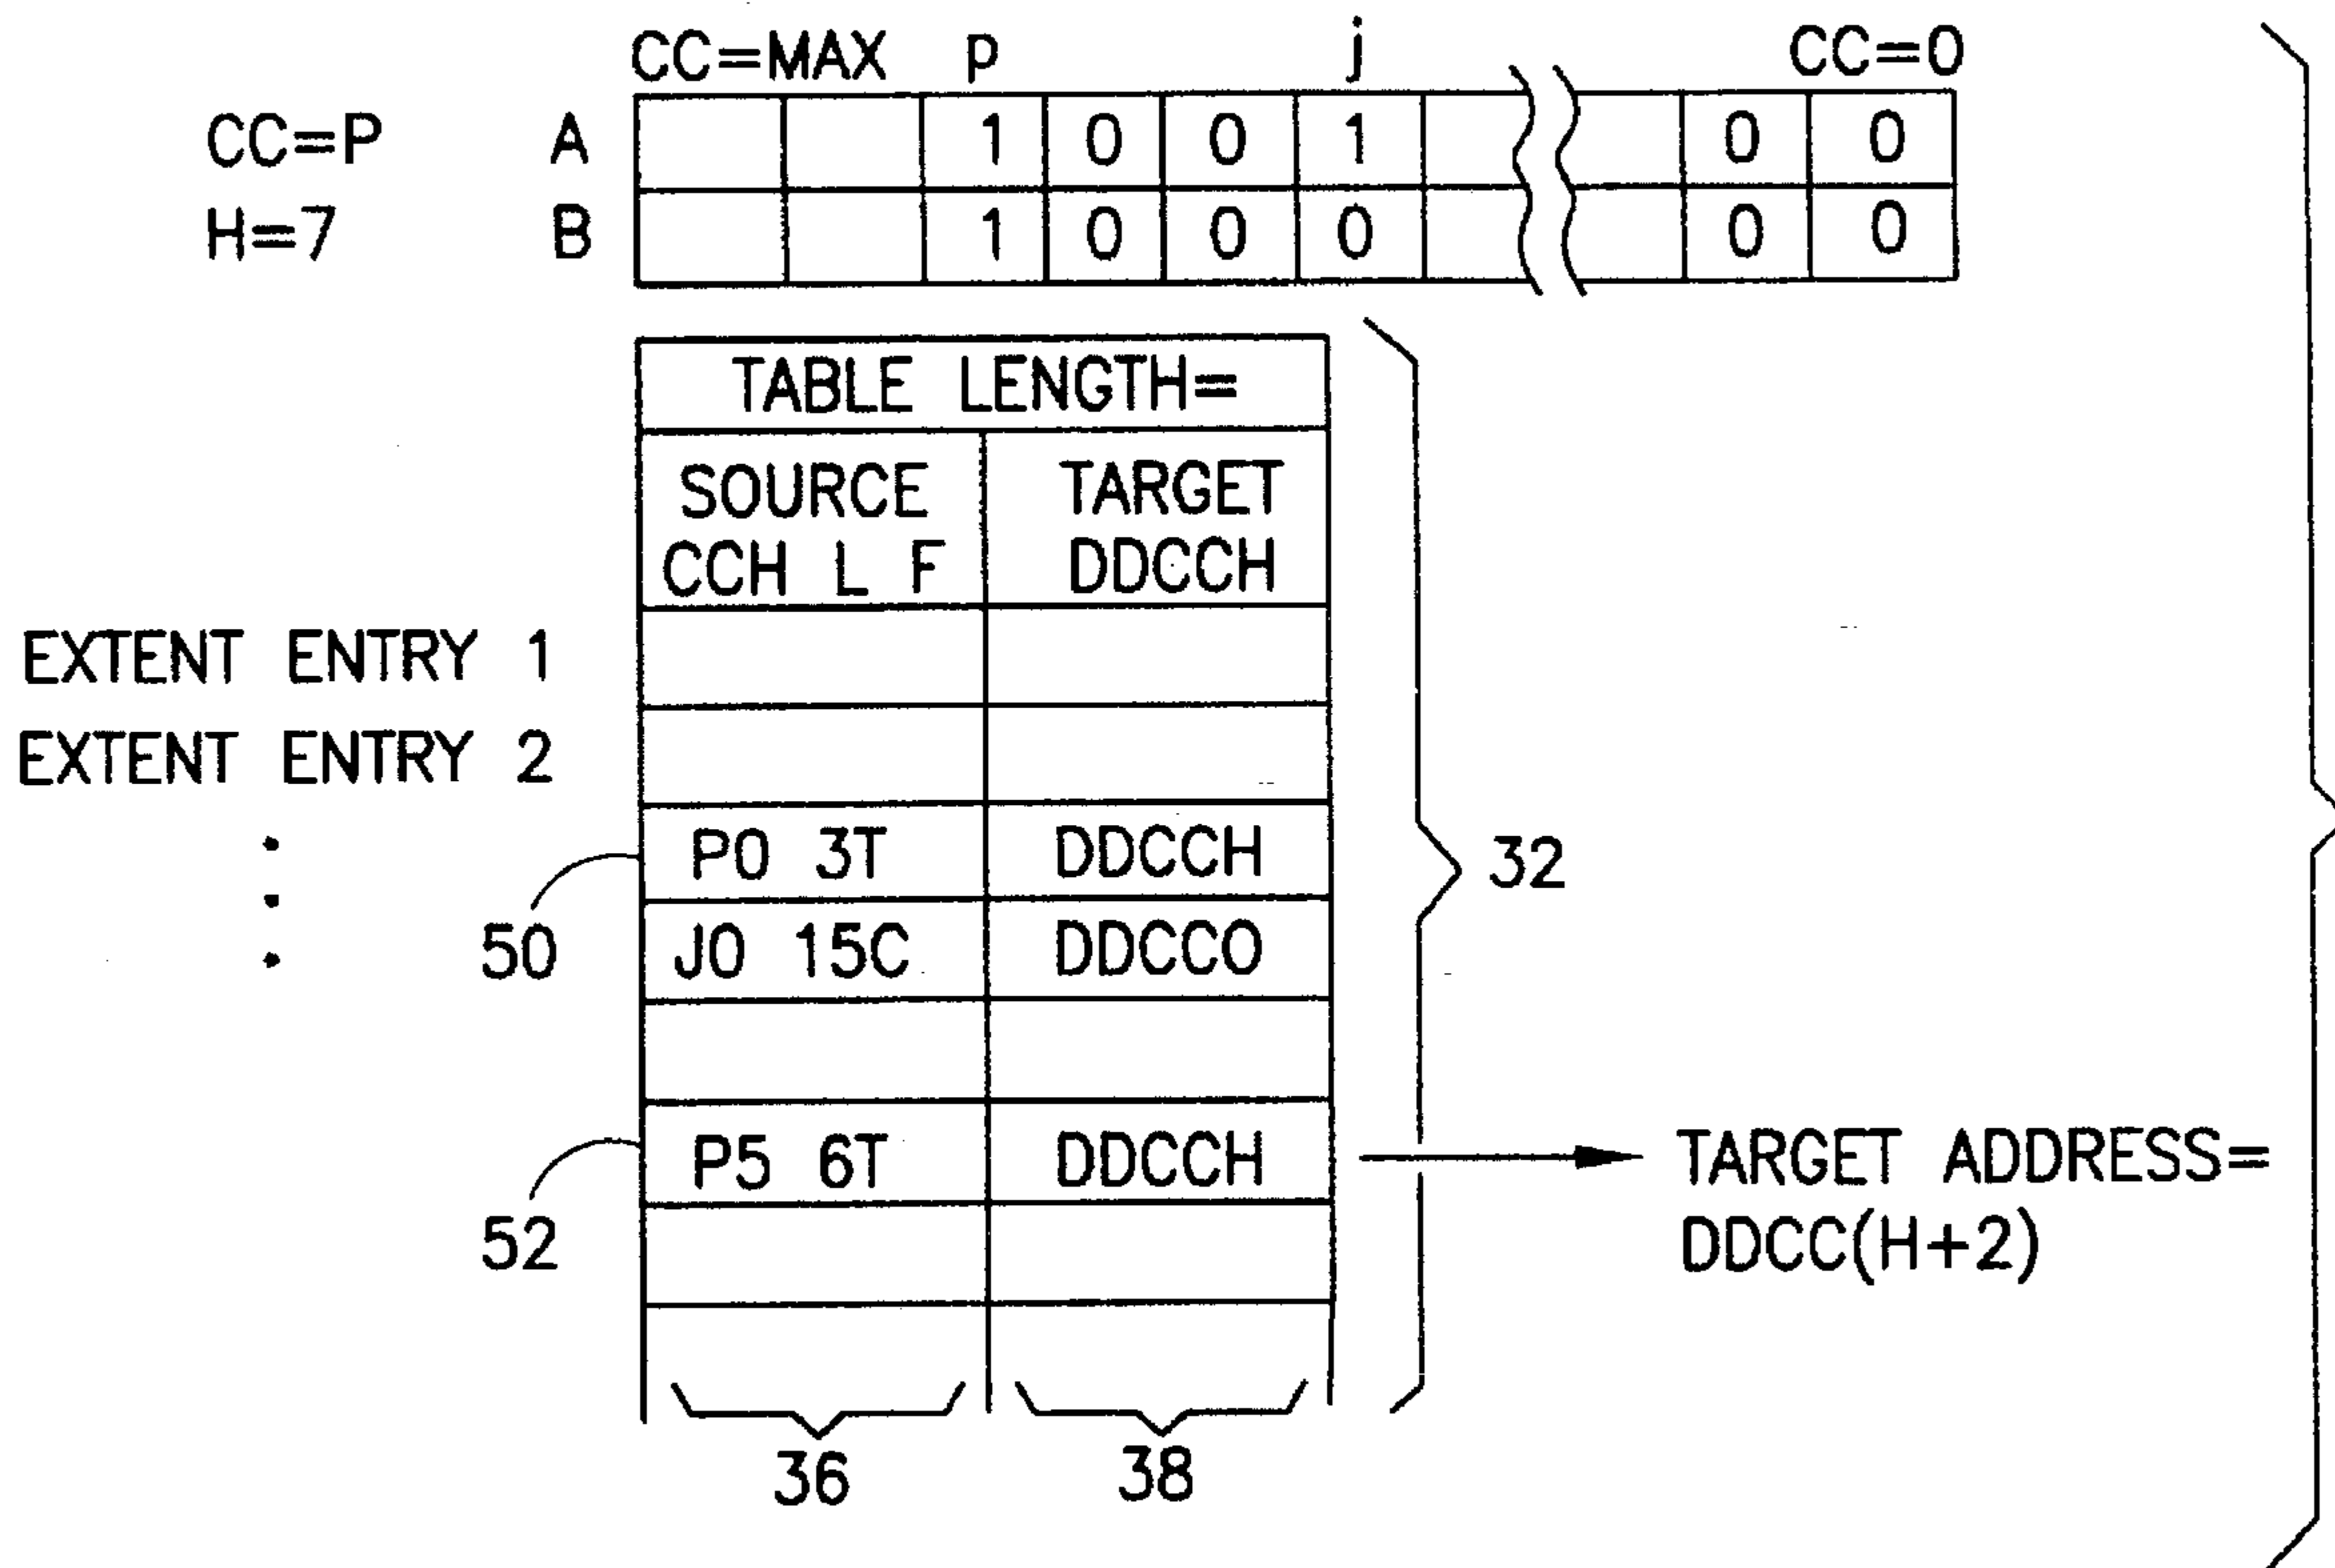 CC=MAX p j CC=0
CC=P A 1 0 0 1 0 0
H=7 B 1 0 0 0 0 0
TABLE LENGTH=
SOURCE TARGET
CCH L F DDCCH
EXTENT ENTRY 1
EXTENT ENTRY 2
P0 3T DDCCH
32
50
J0 15C DDCC0
P5 6T DDCCH
TARGET ADDRESS=
DDCC(H+2)
52
36 38